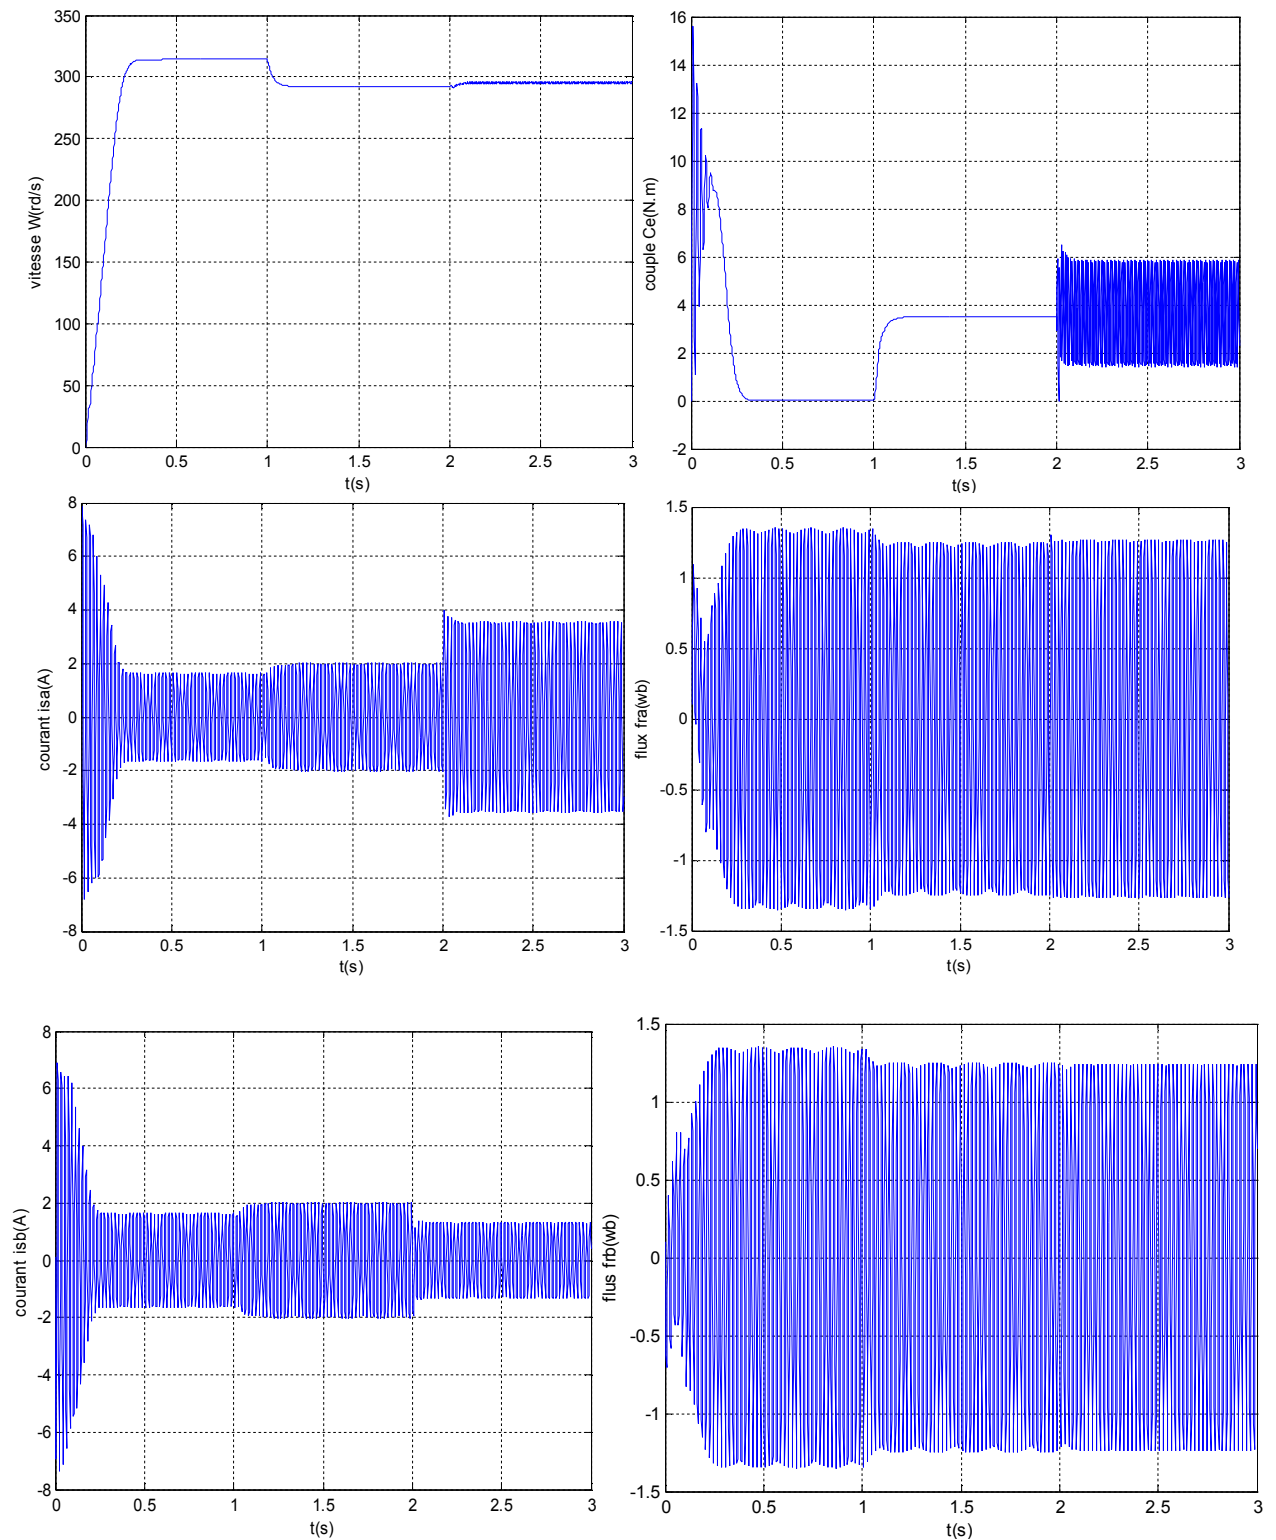 350
300
250
200
150
100
50
0
vitesse W(rd/s)
0 0.5 1 1.5 2 2.5 3
t(s)
16
14
12
10
8
6
4
2
0
-2
couple Ce(N.m)
0 0.5 1 1.5 2 2.5 3
t(s)
8
6
4
2
0
-2
-4
-6
-8
courant isa(A)
0 0.5 1 1.5 2 2.5 3
t(s)
1.5
1
0.5
0
-0.5
-1
-1.5
flux fra(wb)
0 0.5 1 1.5 2 2.5 3
t(s)
8
6
4
2
0
-2
-4
-6
-8
courant isb(A)
0 0.5 1 1.5 2 2.5 3
t(s)
1.5
1
0.5
0
-0.5
-1
-1.5
flus frb(wb)
0 0.5 1 1.5 2 2.5 3
t(s)